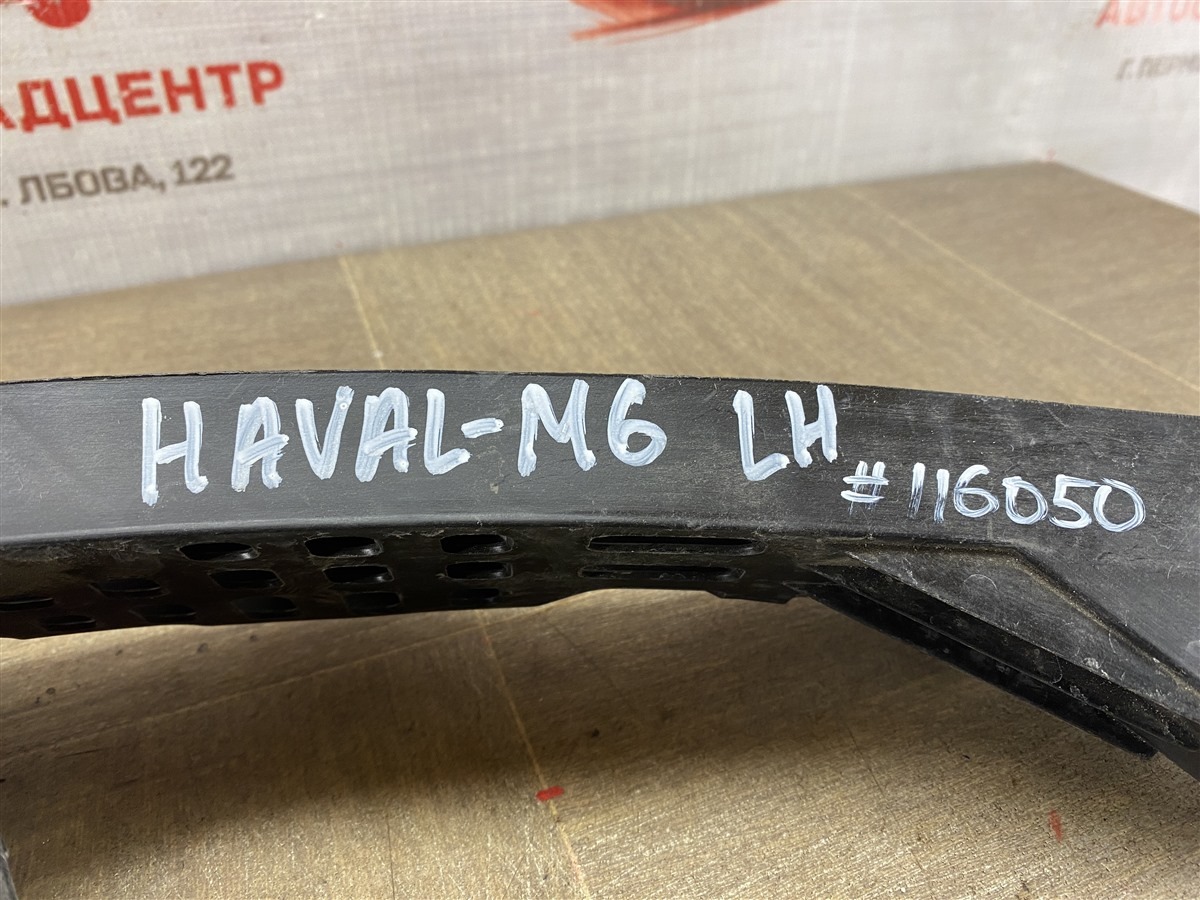 АДЦЕНТР
. ЛБОВА, 122
HAVAL-M6 LH
#116050